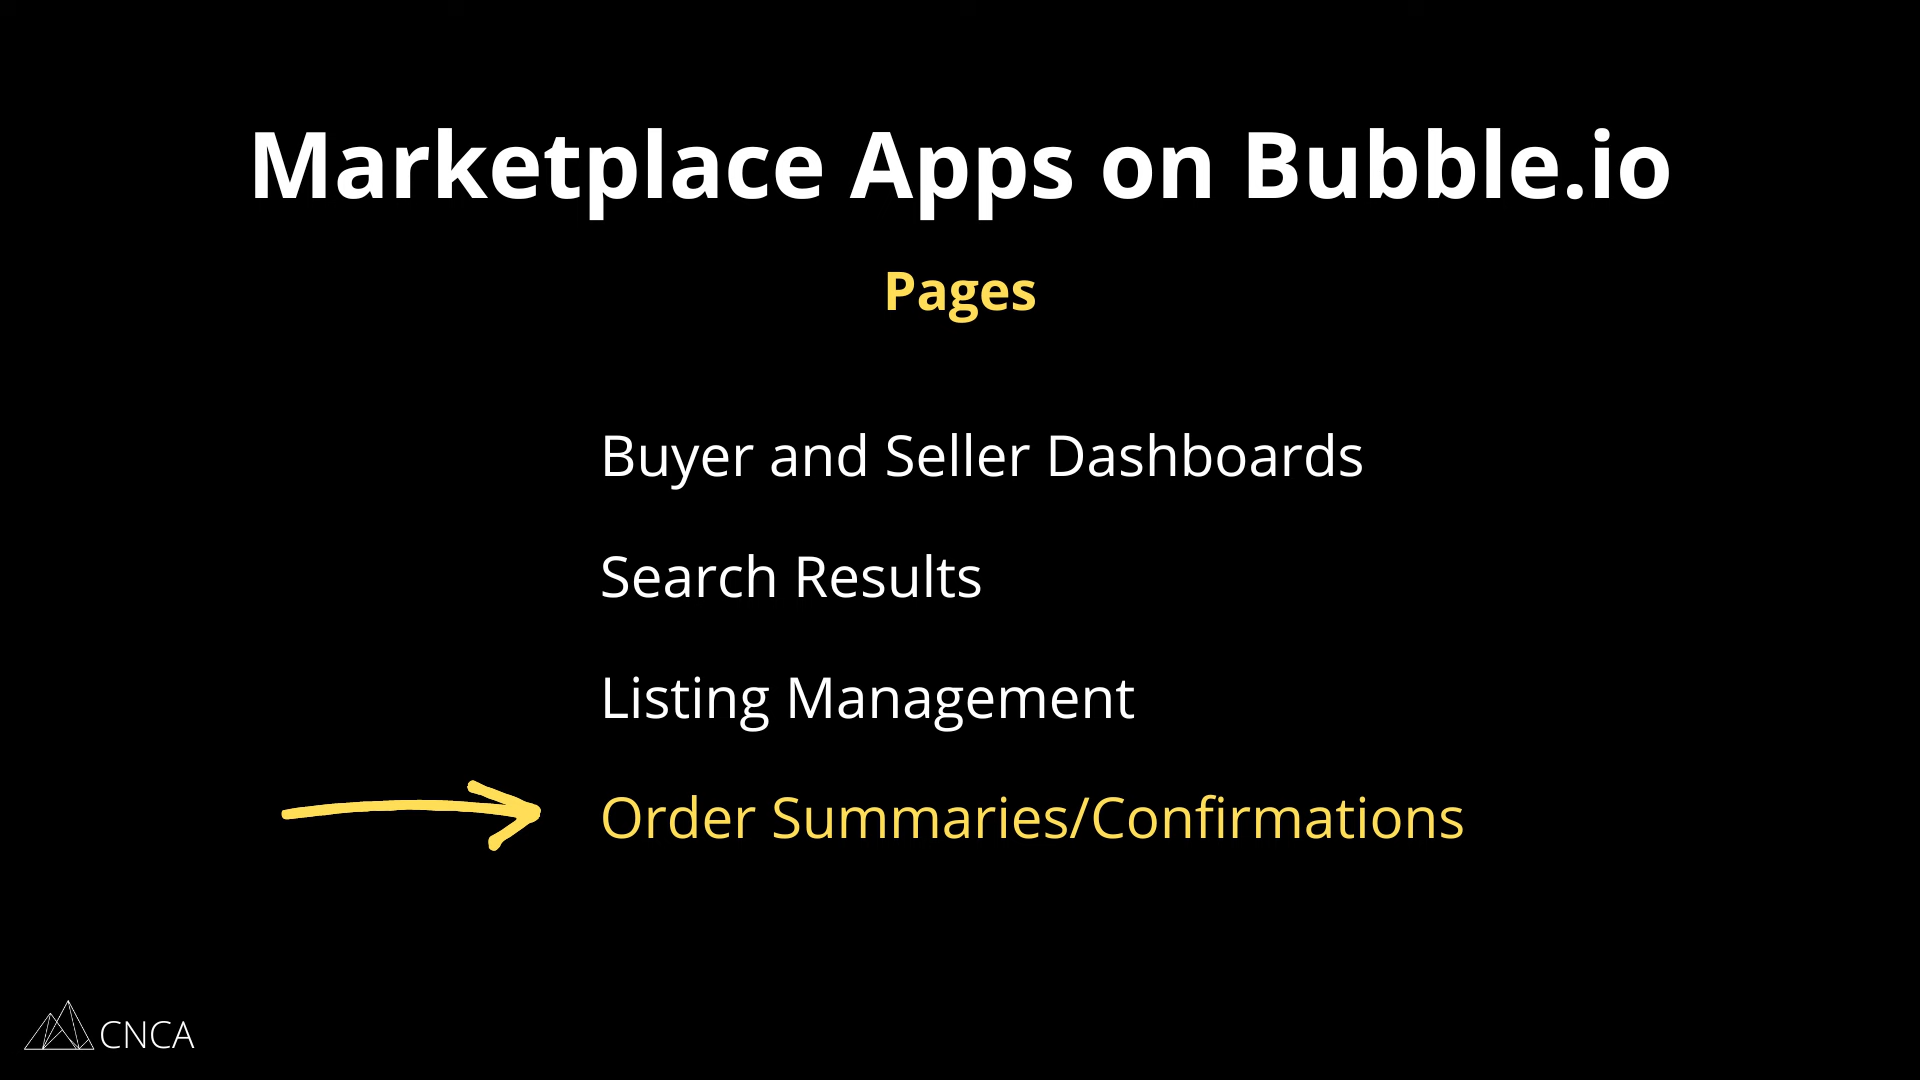 Marketplace Apps on Bubble.io
Pages
Buyer and Seller Dashboards
Search Results
Listing Management
Order Summaries/Confirmations
CNCA